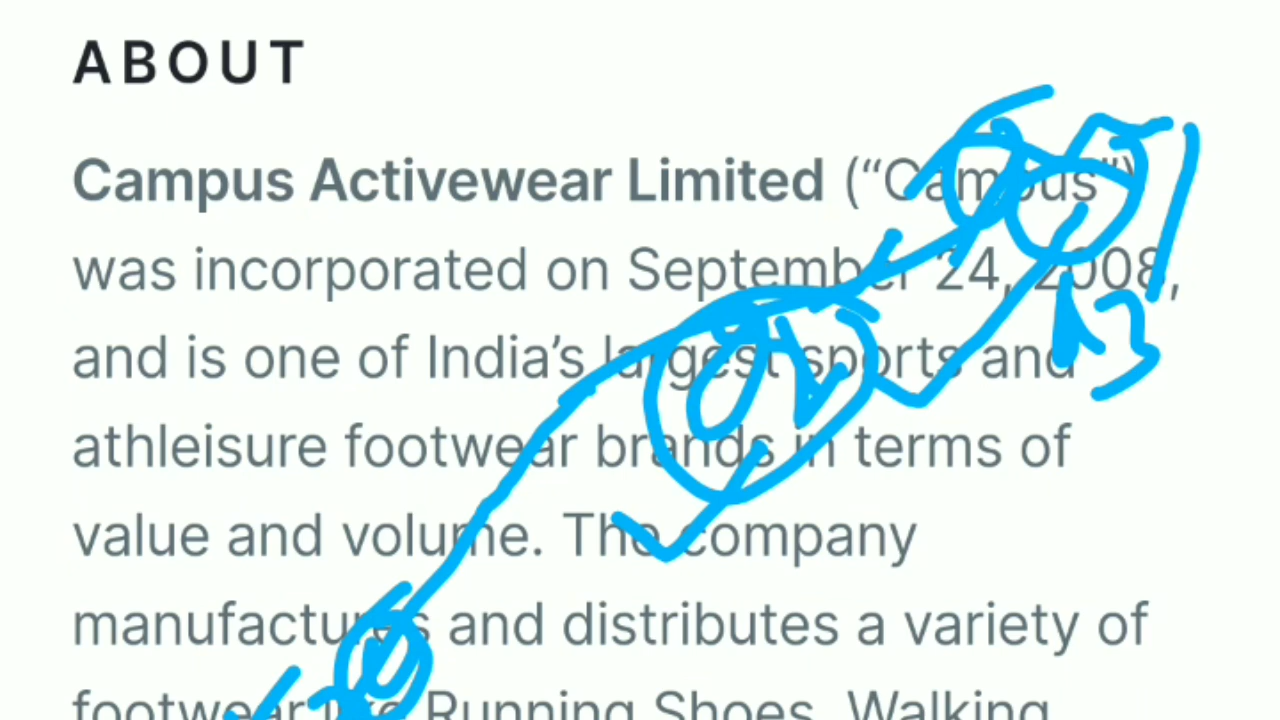 ABOUT
Campus Activewear Limited (“Campus”)
was incorporated on September 24, 2008,
and is one of India’s largest sports and
athleisure footwear brands in terms of
value and volume. The company
manufactures and distributes a variety of
footwear like Running Shoes, Walking